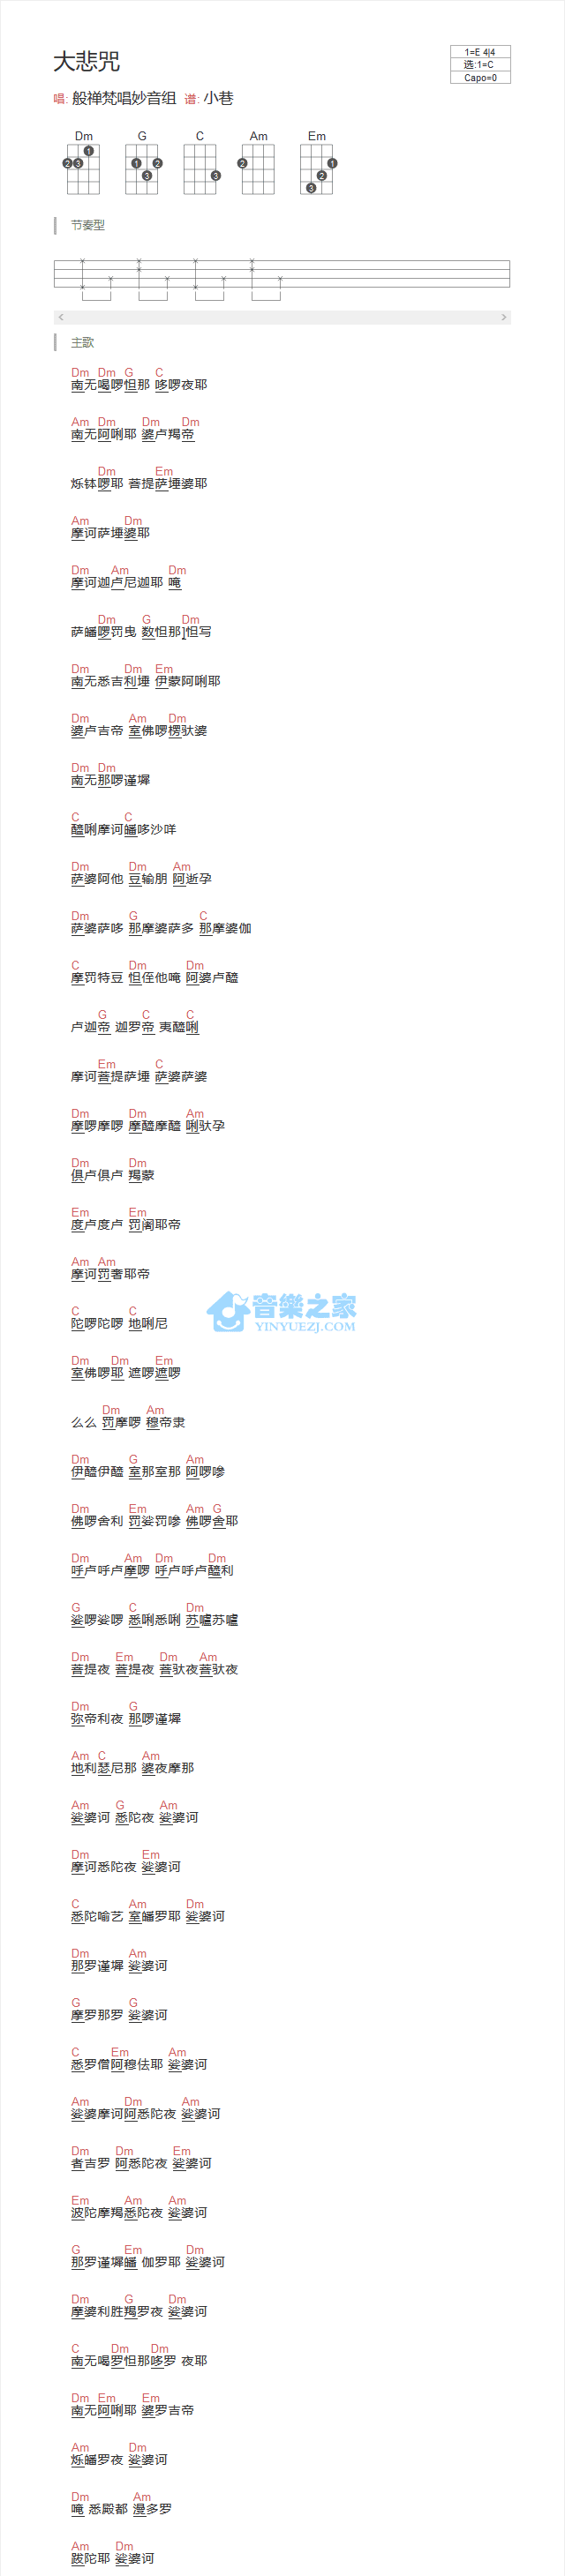 大悲咒
1=E 4|4
选:1=C
Capo=0
唱: 般禅梵唱妙音组 谱: 小巷
Dm G C Am Em
节奏型
主歌
Dm Dm G C
南无喝啰怛那 哆啰夜耶
Am Dm Dm Dm
南无阿唎耶 婆卢羯帝
Dm Em
烁钵啰耶 菩提萨埵婆耶
Am Dm
摩诃萨埵婆耶
Dm Am Dm
摩诃迦卢尼迦耶 唵
Dm G Dm
萨皤啰罚曳 数怛那]怛写
Dm Dm Em
南无悉吉利埵 伊蒙阿唎耶
Dm Am Dm
婆卢吉帝 室佛啰楞驮婆
Dm Dm
南无那啰谨墀
C C
醯唎摩诃皤哆沙咩
Dm Dm Am
萨婆阿他 豆输朋 阿逝孕
Dm G C
萨婆萨哆 那摩婆萨多 那摩婆伽
C Dm Dm
摩罚特豆 怛侄他唵 阿婆卢醯
G C C
卢迦帝 迦罗帝 夷醯唎
Em C
摩诃菩提萨埵 萨婆萨婆
Dm Dm Am
摩啰摩啰 摩醯摩醯 唎驮孕
Dm Dm
俱卢俱卢 羯蒙
Em Em
度卢度卢 罚阇耶帝
Am Am
摩诃罚奢耶帝
C C
陀啰陀啰 地唎尼
音樂之家
YINYUEZJ.COM
Dm Dm Em
室佛啰耶 遮啰遮啰
Dm Am
么么 罚摩啰 穆帝隶
Dm G Am
伊醯伊醯 室那室那 阿啰嘇
Dm Em Am G
佛啰舍利 罚娑罚嘇 佛啰舍耶
Dm Am Dm Dm
呼卢呼卢摩啰 呼卢呼卢醯利
G C Dm
娑啰娑啰 悉唎悉唎 苏嚧苏嚧
Dm Em Dm Am
菩提夜 菩提夜 菩驮夜菩驮夜
Dm G
弥帝利夜 那啰谨墀
Am C Am
地利瑟尼那 婆夜摩那
Am G Am
娑婆诃 悉陀夜 娑婆诃
Dm Em
摩诃悉陀夜 娑婆诃
C Am Dm
悉陀喻艺 室皤罗耶 娑婆诃
Dm Am
那罗谨墀 娑婆诃
G G
摩罗那罗 娑婆诃
C Em Am
悉罗僧阿穆佉耶 娑婆诃
Am Dm Am
娑婆摩诃阿悉陀夜 娑婆诃
Dm Dm Em
者吉罗 阿悉陀夜 娑婆诃
Em Am Am
波陀摩羯悉陀夜 娑婆诃
G Em Dm
那罗谨墀皤 伽罗耶 娑婆诃
Dm G Dm
摩婆利胜羯罗夜 娑婆诃
C Dm Dm
南无喝罗怛那哆罗 夜耶
Dm Em Em
南无阿唎耶 婆罗吉帝
Am Dm
烁皤罗夜 娑婆诃
Dm Am
唵 悉殿都 漫多罗
Am Dm
跋陀耶 娑婆诃